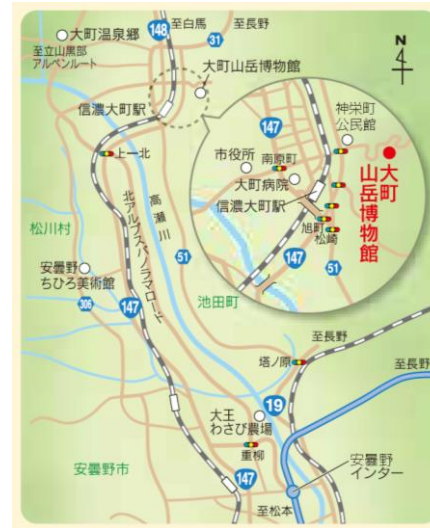 至白馬
至長野
大町温泉郷
148
31
至立山黒部
アルペンルート
大町山岳博物館
N
4
信濃大町駅
神栄町
公民館
147
市役所
南原町
大町病院
大町
山岳博物館
信濃大町駅
旭町
松崎
147
51
上一北
高瀬川
北アルプスパノラマロード
松川村
51
安曇野
ちひろ美術館
306
147
池田町
至長野
塔ノ原
至長野
19
大王
わさび農場
重柳
安曇野
インター
安曇野市
147
至松本